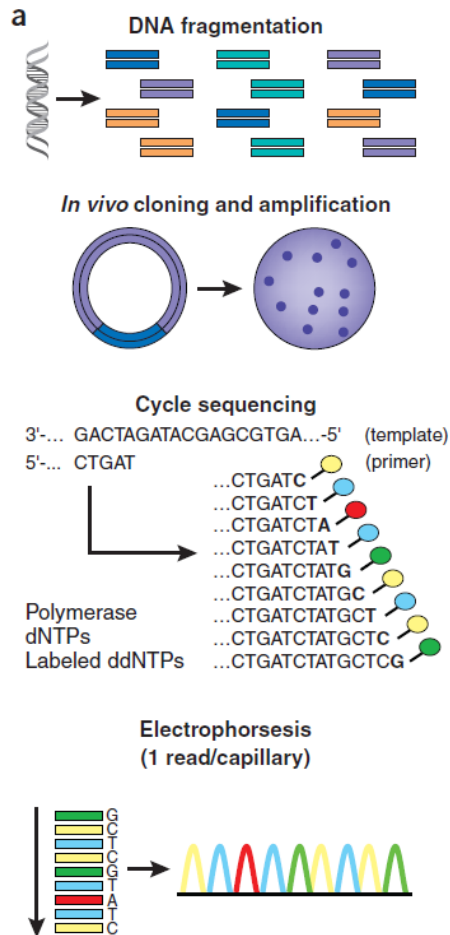 a
DNA fragmentation
In vivo cloning and amplification
Cycle sequencing
3'-... GACTAGATACGAGCGTGA...-5' (template)
5'-... CTGAT (primer)
...CTGATC
...CTGATCT
...CTGATCTA
...CTGATCTAT
...CTGATCTATG
...CTGATCTATGC
...CTGATCTATGCT
...CTGATCTATGCTC
...CTGATCTATGCTCG
Polymerase
dNTPs
Labeled ddNTPs
Electrophorsesis
(1 read/capillary)
G
C
T
C
G
T
A
T
C